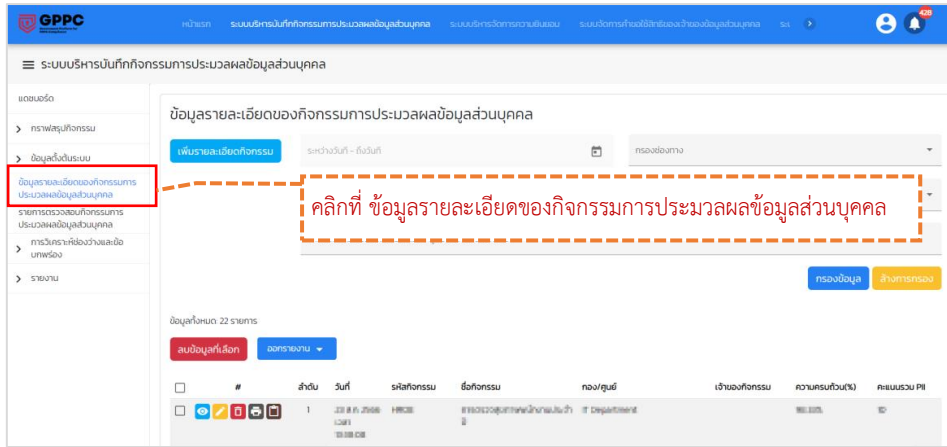 GPPC
หน้าแรก ระบบบริหารบันทึกกิจกรรมการประมวลผลข้อมูลส่วนบุคคล ระบบบริหารจัดการความยินยอม ระบบจัดการคำขอใช้สิทธิของเจ้าของข้อมูลส่วนบุคคล
428
ระบบบริหารบันทึกกิจกรรมการประมวลผลข้อมูลส่วนบุคคล
แดชบอร์ด
กราฟสรุปกิจกรรม
ข้อมูลตั้งต้นระบบ
ข้อมูลรายละเอียดของกิจกรรมการ
ประมวลผลข้อมูลส่วนบุคคล
รายการตรวจสอบกิจกรรมการ
ประมวลผลข้อมูลส่วนบุคคล
การวิเคราะห์ช่องว่างและข้อ
บกพร่อง
รายงาน
ข้อมูลรายละเอียดของกิจกรรมการประมวลผลข้อมูลส่วนบุคคล
เพิ่มรายละเอียดกิจกรรม ระหว่างวันที่ - ถึงวันที่ กรองช่องทาง
คลิกที่ ข้อมูลรายละเอียดของกิจกรรมการประมวลผลข้อมูลส่วนบุคคล
กรองข้อมูล ล้างการกรอง
ข้อมูลทั้งหมด 22 รายการ
ลบข้อมูลที่เลือก ออกรายงาน
# ลำดับ วันที่ รหัสกิจกรรม ชื่อกิจกรรม กอง/ศูนย์ เจ้าของกิจกรรม ความครบถ้วน(%) คะแนนรวม PII
1 IT Department